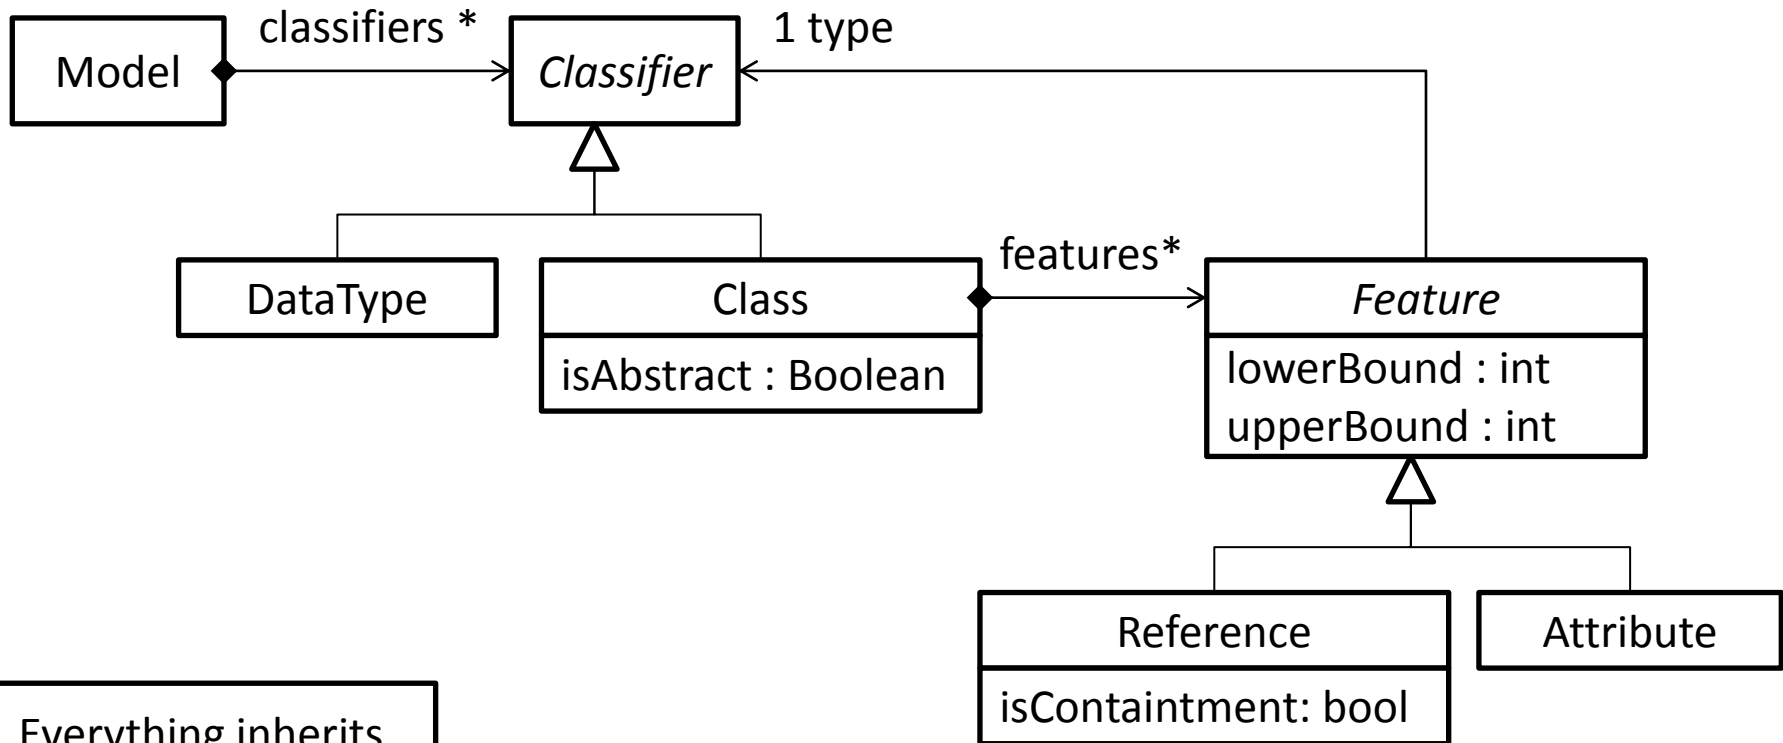 classifiers *
1 type
Model
Classifier
features*
DataType
Class
Feature
isAbstract : Boolean
lowerBound : int
upperBound : int
Reference
Attribute
isContaintment: bool
Everything inherits